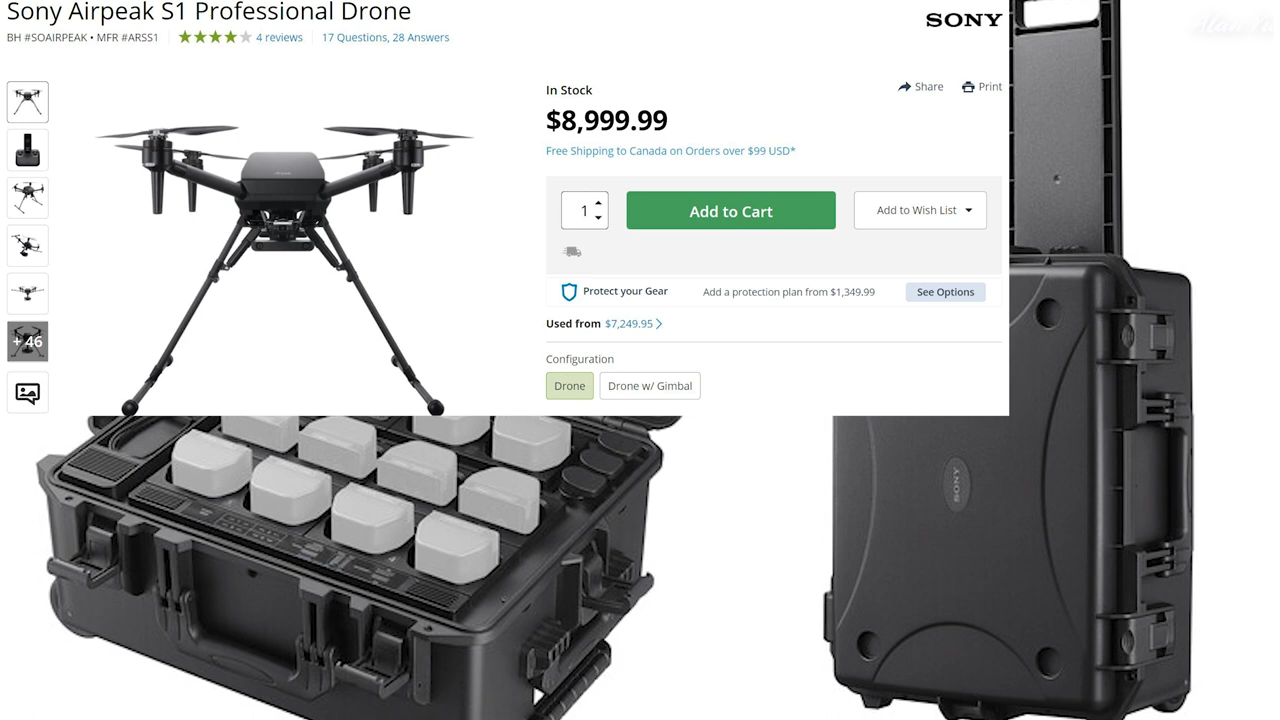 Sony Airpeak S1 Professional Drone
SONY
BH #SOAIRPEAK • MFR #ARSS1
4 reviews
17 Questions, 28 Answers
In Stock
Share
Print
$8,999.99
Free Shipping to Canada on Orders over $99 USD*
1
Add to Cart
Add to Wish List
Protect your Gear
Add a protection plan from $1,349.99
See Options
Used from $7,249.95
+ 46
Configuration
Drone
Drone w/ Gimbal
SONY